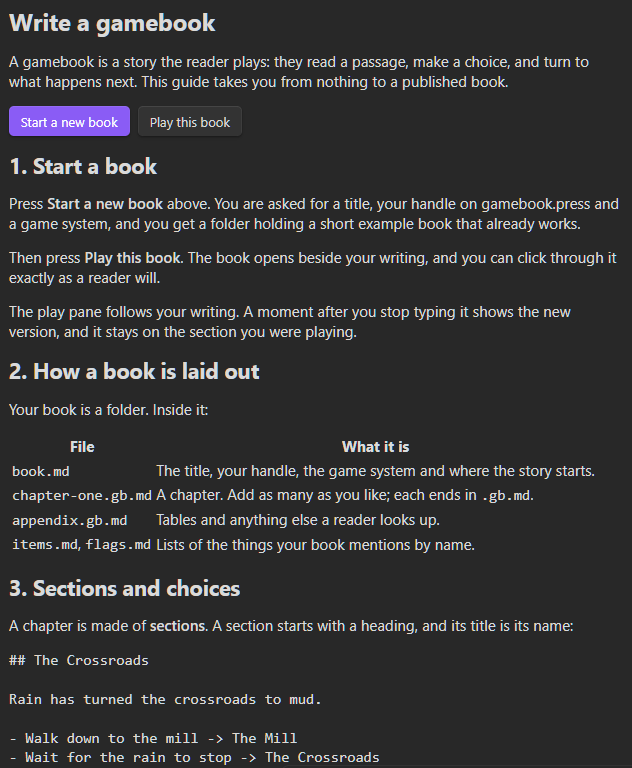 Write a gamebook
A gamebook is a story the reader plays: they read a passage, make a choice, and turn to
what happens next. This guide takes you from nothing to a published book.
Start a new book
Play this book
1. Start a book
Press Start a new book above. You are asked for a title, your handle on gamebook.press and
a game system, and you get a folder holding a short example book that already works.
Then press Play this book. The book opens beside your writing, and you can click through it
exactly as a reader will.
The play pane follows your writing. A moment after you stop typing it shows the new
version, and it stays on the section you were playing.
2. How a book is laid out
Your book is a folder. Inside it:
File What it is
book.md The title, your handle, the game system and where the story starts.
chapter-one.gb.md A chapter. Add as many as you like; each ends in .gb.md.
appendix.gb.md Tables and anything else a reader looks up.
items.md, flags.md Lists of the things your book mentions by name.
3. Sections and choices
A chapter is made of sections. A section starts with a heading, and its title is its name:
## The Crossroads
Rain has turned the crossroads to mud.
- Walk down to the mill -> The Mill
- Wait for the rain to stop -> The Crossroads